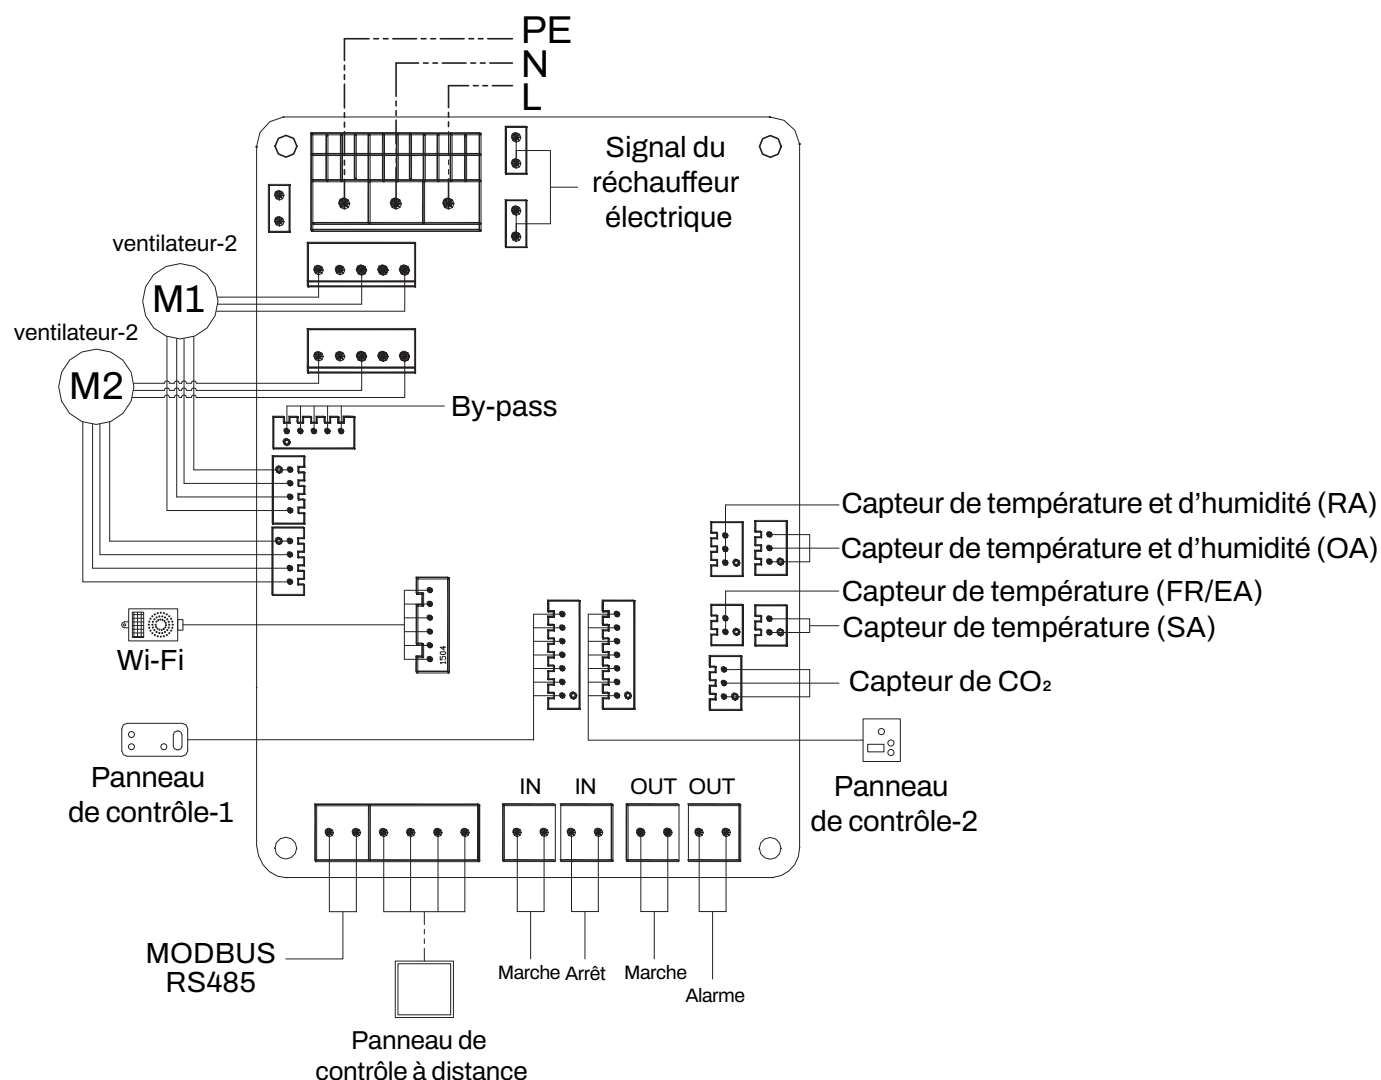 PE
N
L
Signal du
réchauffeur
électrique
ventilateur-2
M1
ventilateur-2
M2
By-pass
Capteur de température et d’humidité (RA)
Capteur de température et d’humidité (OA)
Capteur de température (FR/EA)
Capteur de température (SA)
Wi-Fi
1504
Capteur de CO₂
Panneau
de contrôle-1
Panneau
de contrôle-2
IN IN OUT OUT
MODBUS
RS485
Marche Arrêt Marche
Alarme
Panneau de
contrôle à distance